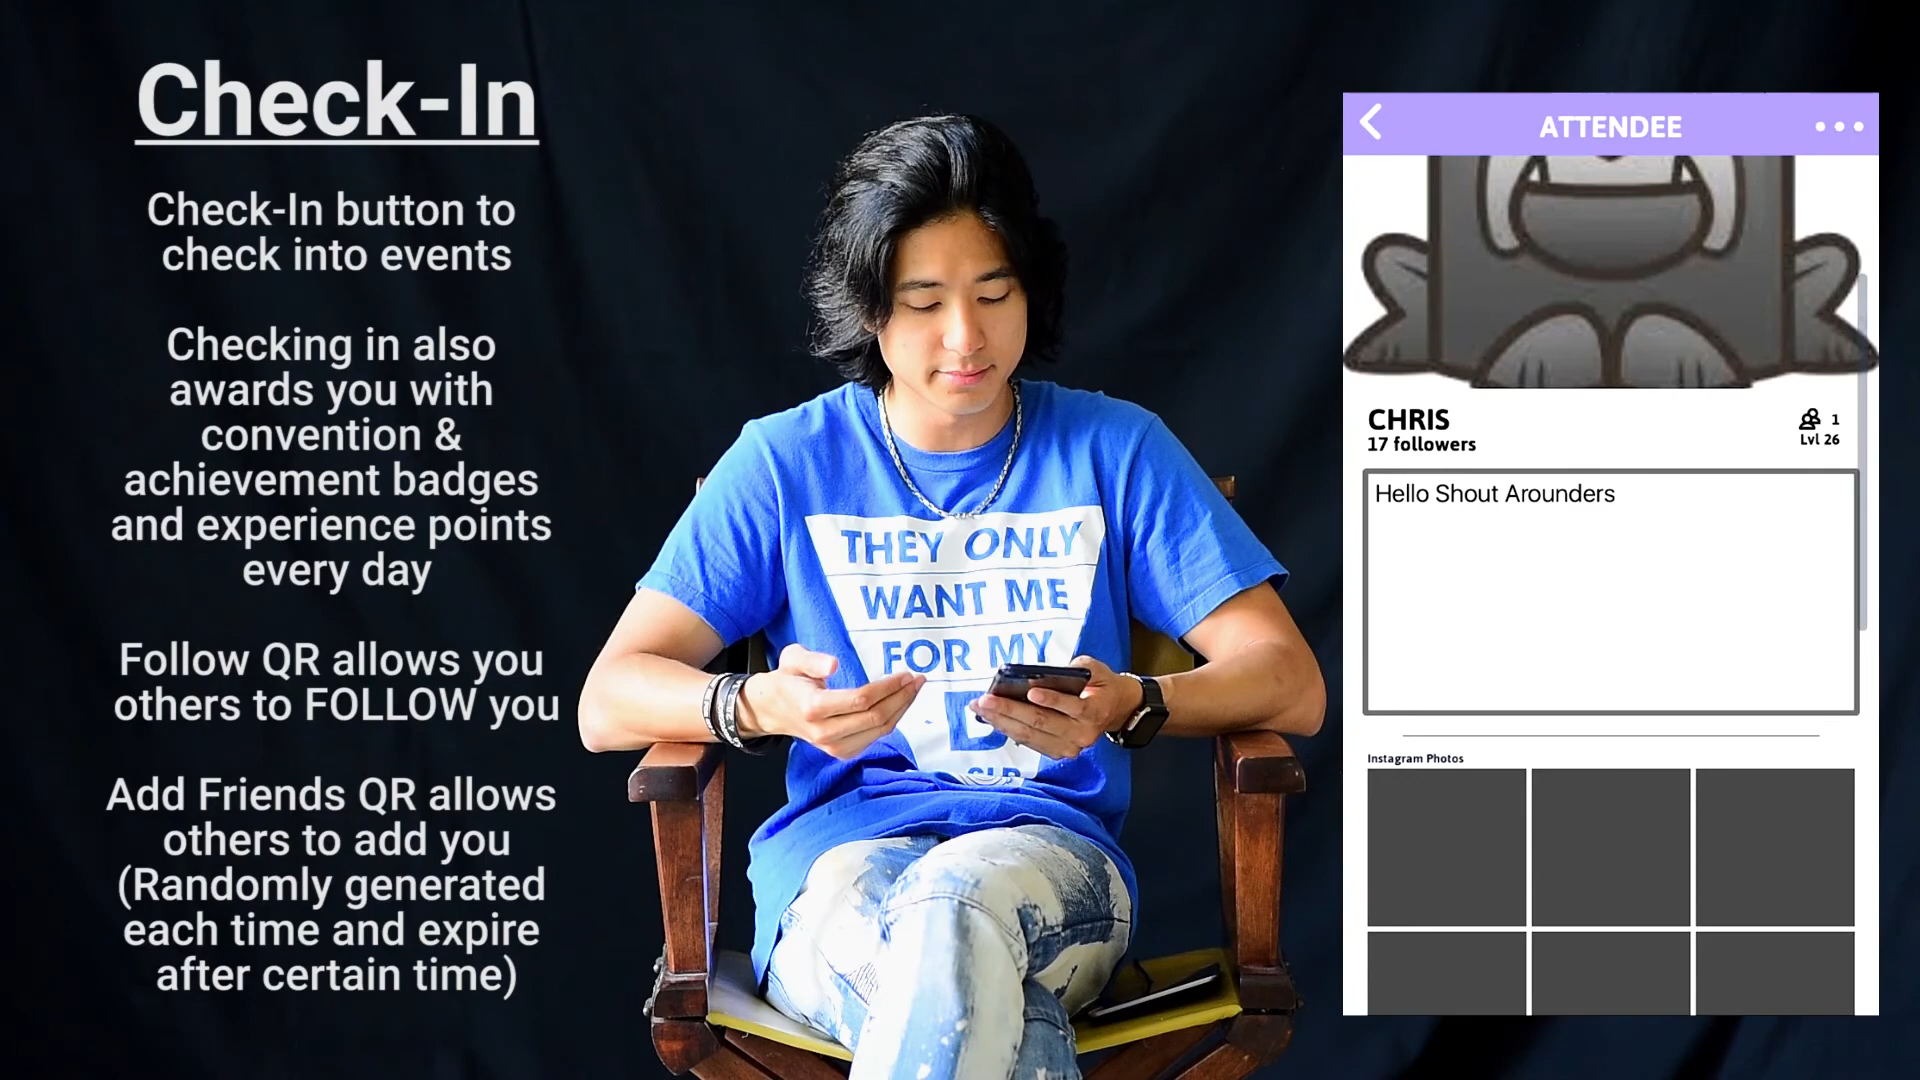 Check-In
Check-In button to
check into events
Checking in also
awards you with
convention &
achievement badges
and experience points
every day
Follow QR allows you
others to FOLLOW you
Add Friends QR allows
others to add you
(Randomly generated
each time and expire
after certain time)
THEY ONLY
WANT ME
FOR MY
ATTENDEE
CHRIS
1
17 followers
Lvl 26
Hello Shout Arounders
Instagram Photos